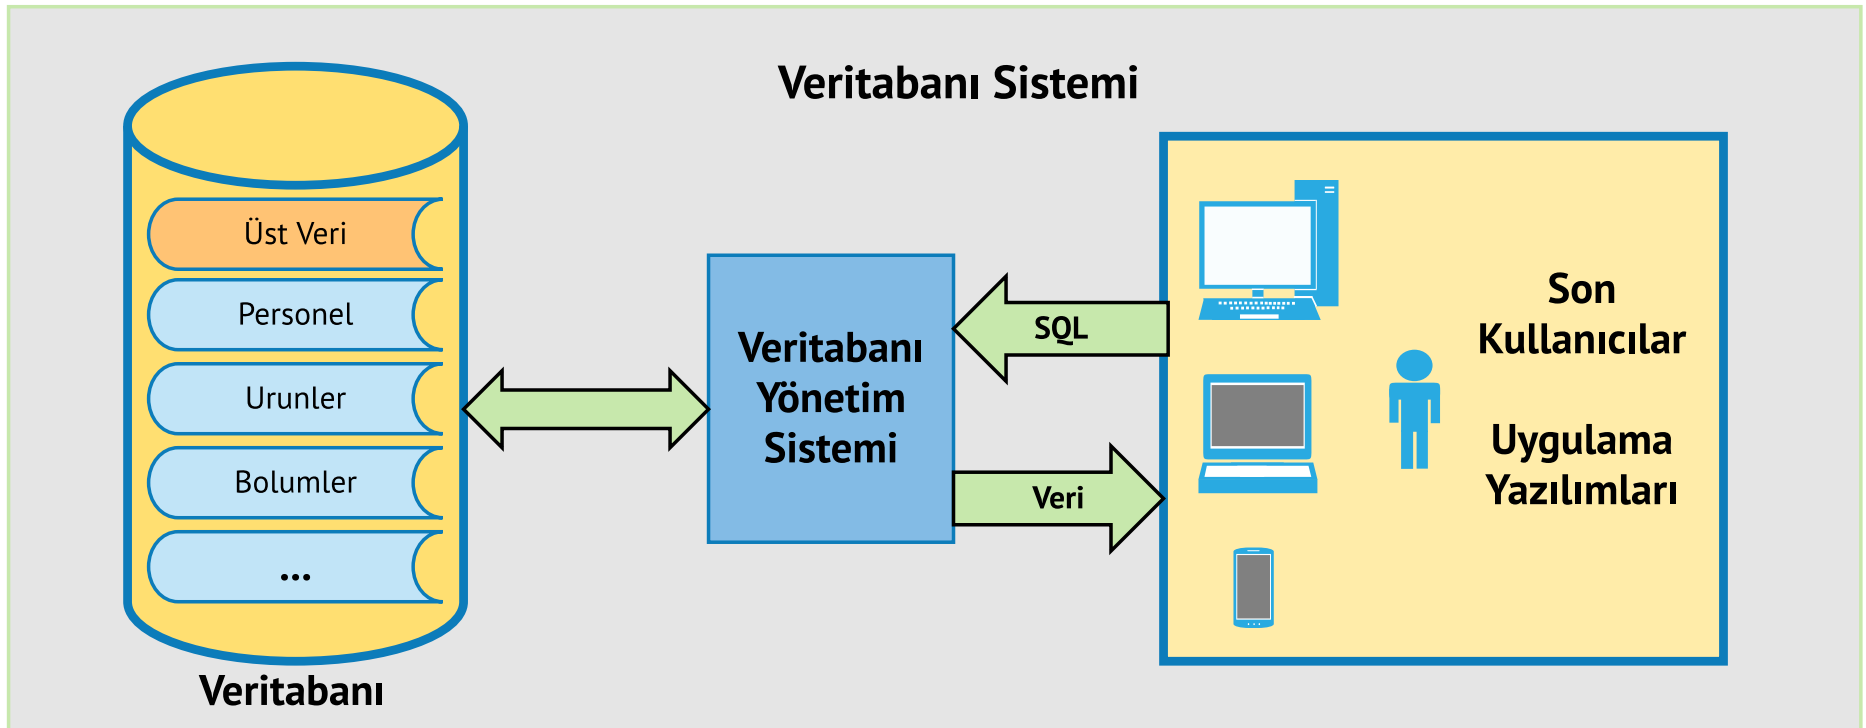 Veritabanı Sistemi
Üst Veri
Personel
Urunler
Bolumler
...
Veritabanı
Veritabanı
Yönetim
Sistemi
SQL
Veri
Son
Kullanıcılar
Uygulama
Yazılımları